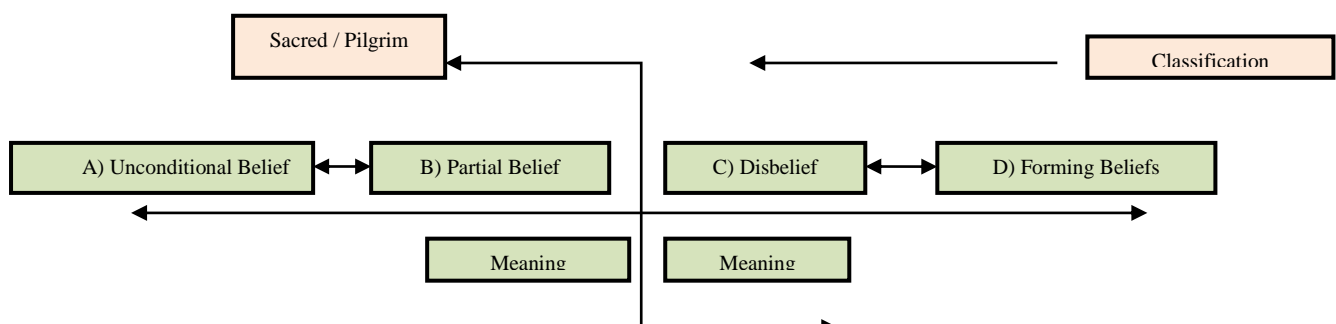 Sacred / Pilgrim
Classification
A) Unconditional Belief
B) Partial Belief
C) Disbelief
D) Forming Beliefs
Meaning
Meaning